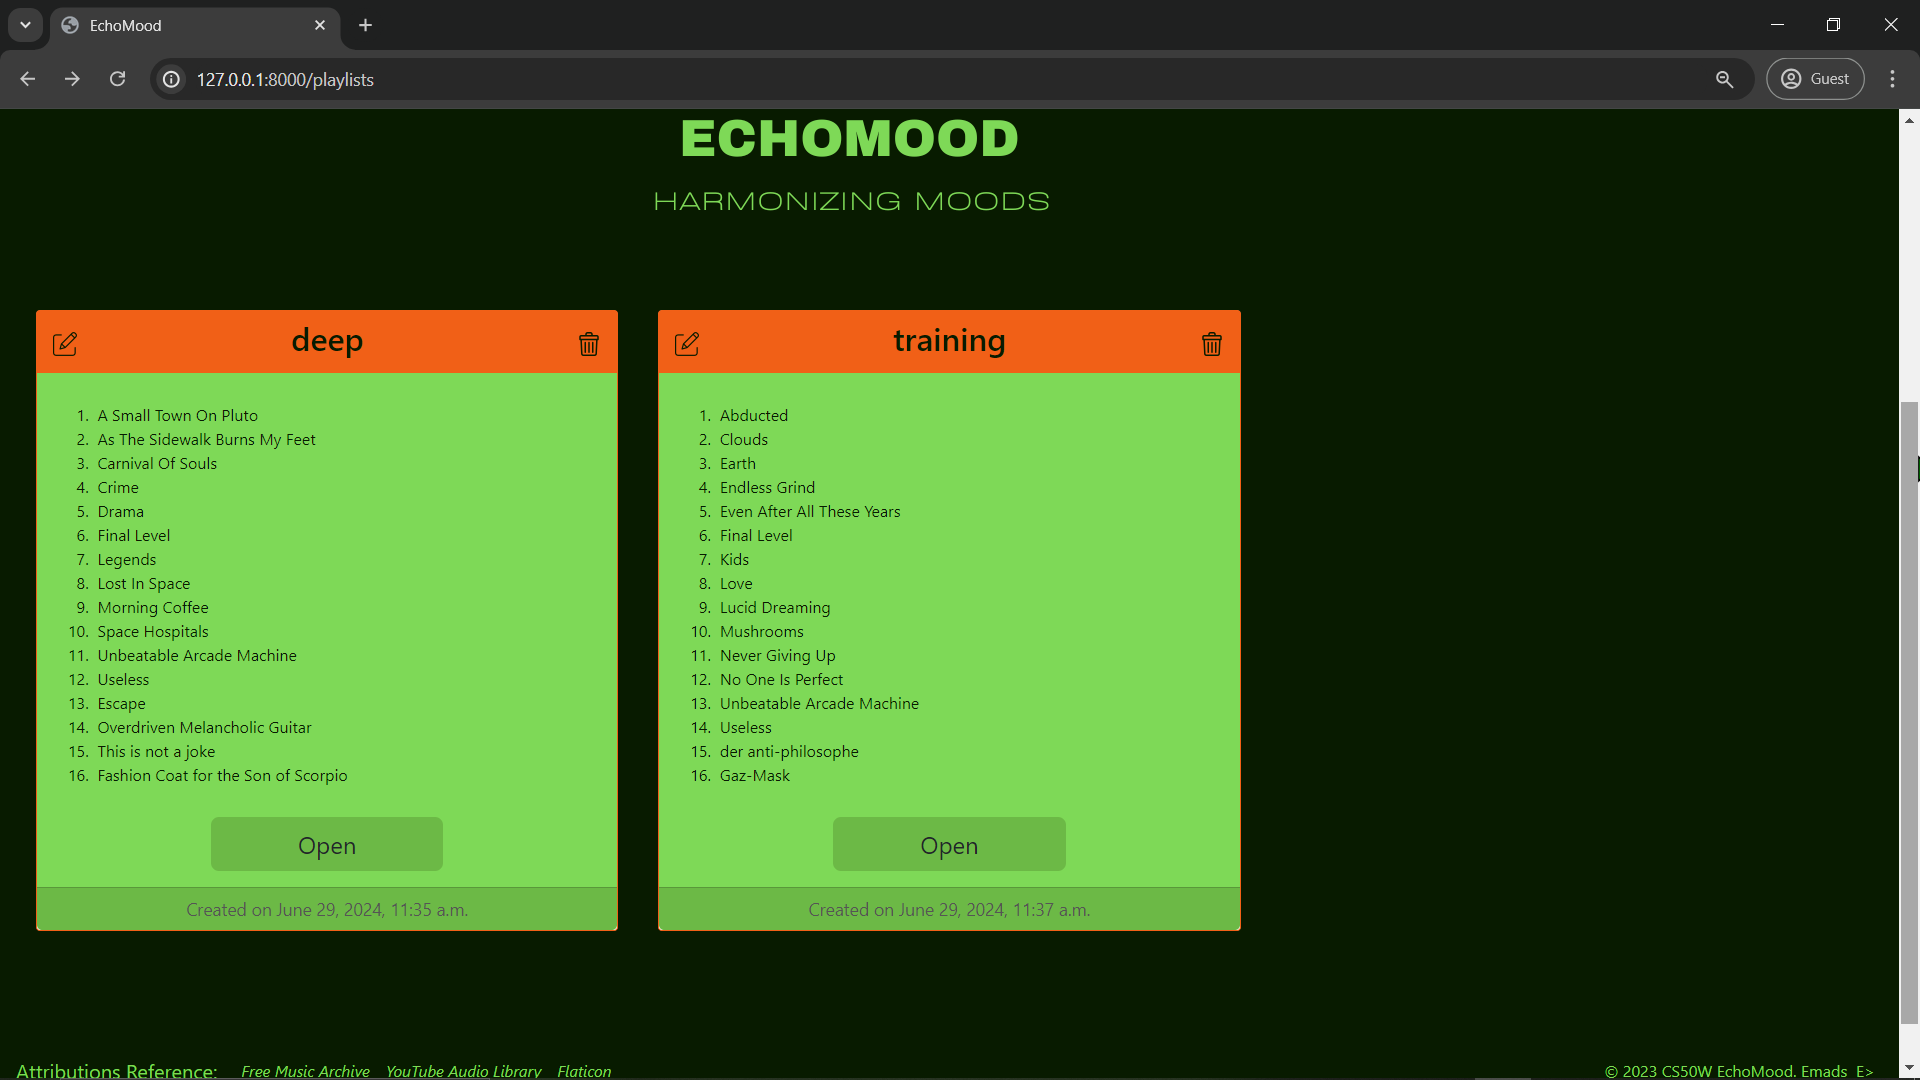 EchoMood
127.0.0.1:8000/playlists
Guest
ECHOMOOD
HARMONIZING MOODS
deep
1. A Small Town On Pluto
2. As The Sidewalk Burns My Feet
3. Carnival Of Souls
4. Crime
5. Drama
6. Final Level
7. Legends
8. Lost In Space
9. Morning Coffee
10. Space Hospitals
11. Unbeatable Arcade Machine
12. Useless
13. Escape
14. Overdriven Melancholic Guitar
15. This is not a joke
16. Fashion Coat for the Son of Scorpio
Open
Created on June 29, 2024, 11:35 a.m.
training
1. Abducted
2. Clouds
3. Earth
4. Endless Grind
5. Even After All These Years
6. Final Level
7. Kids
8. Love
9. Lucid Dreaming
10. Mushrooms
11. Never Giving Up
12. No One Is Perfect
13. Unbeatable Arcade Machine
14. Useless
15. der anti-philosophe
16. Gaz-Mask
Open
Created on June 29, 2024, 11:37 a.m.
Attributions Reference: Free Music Archive YouTube Audio Library Flaticon
© 2023 CS50W EchoMood. Emads E>